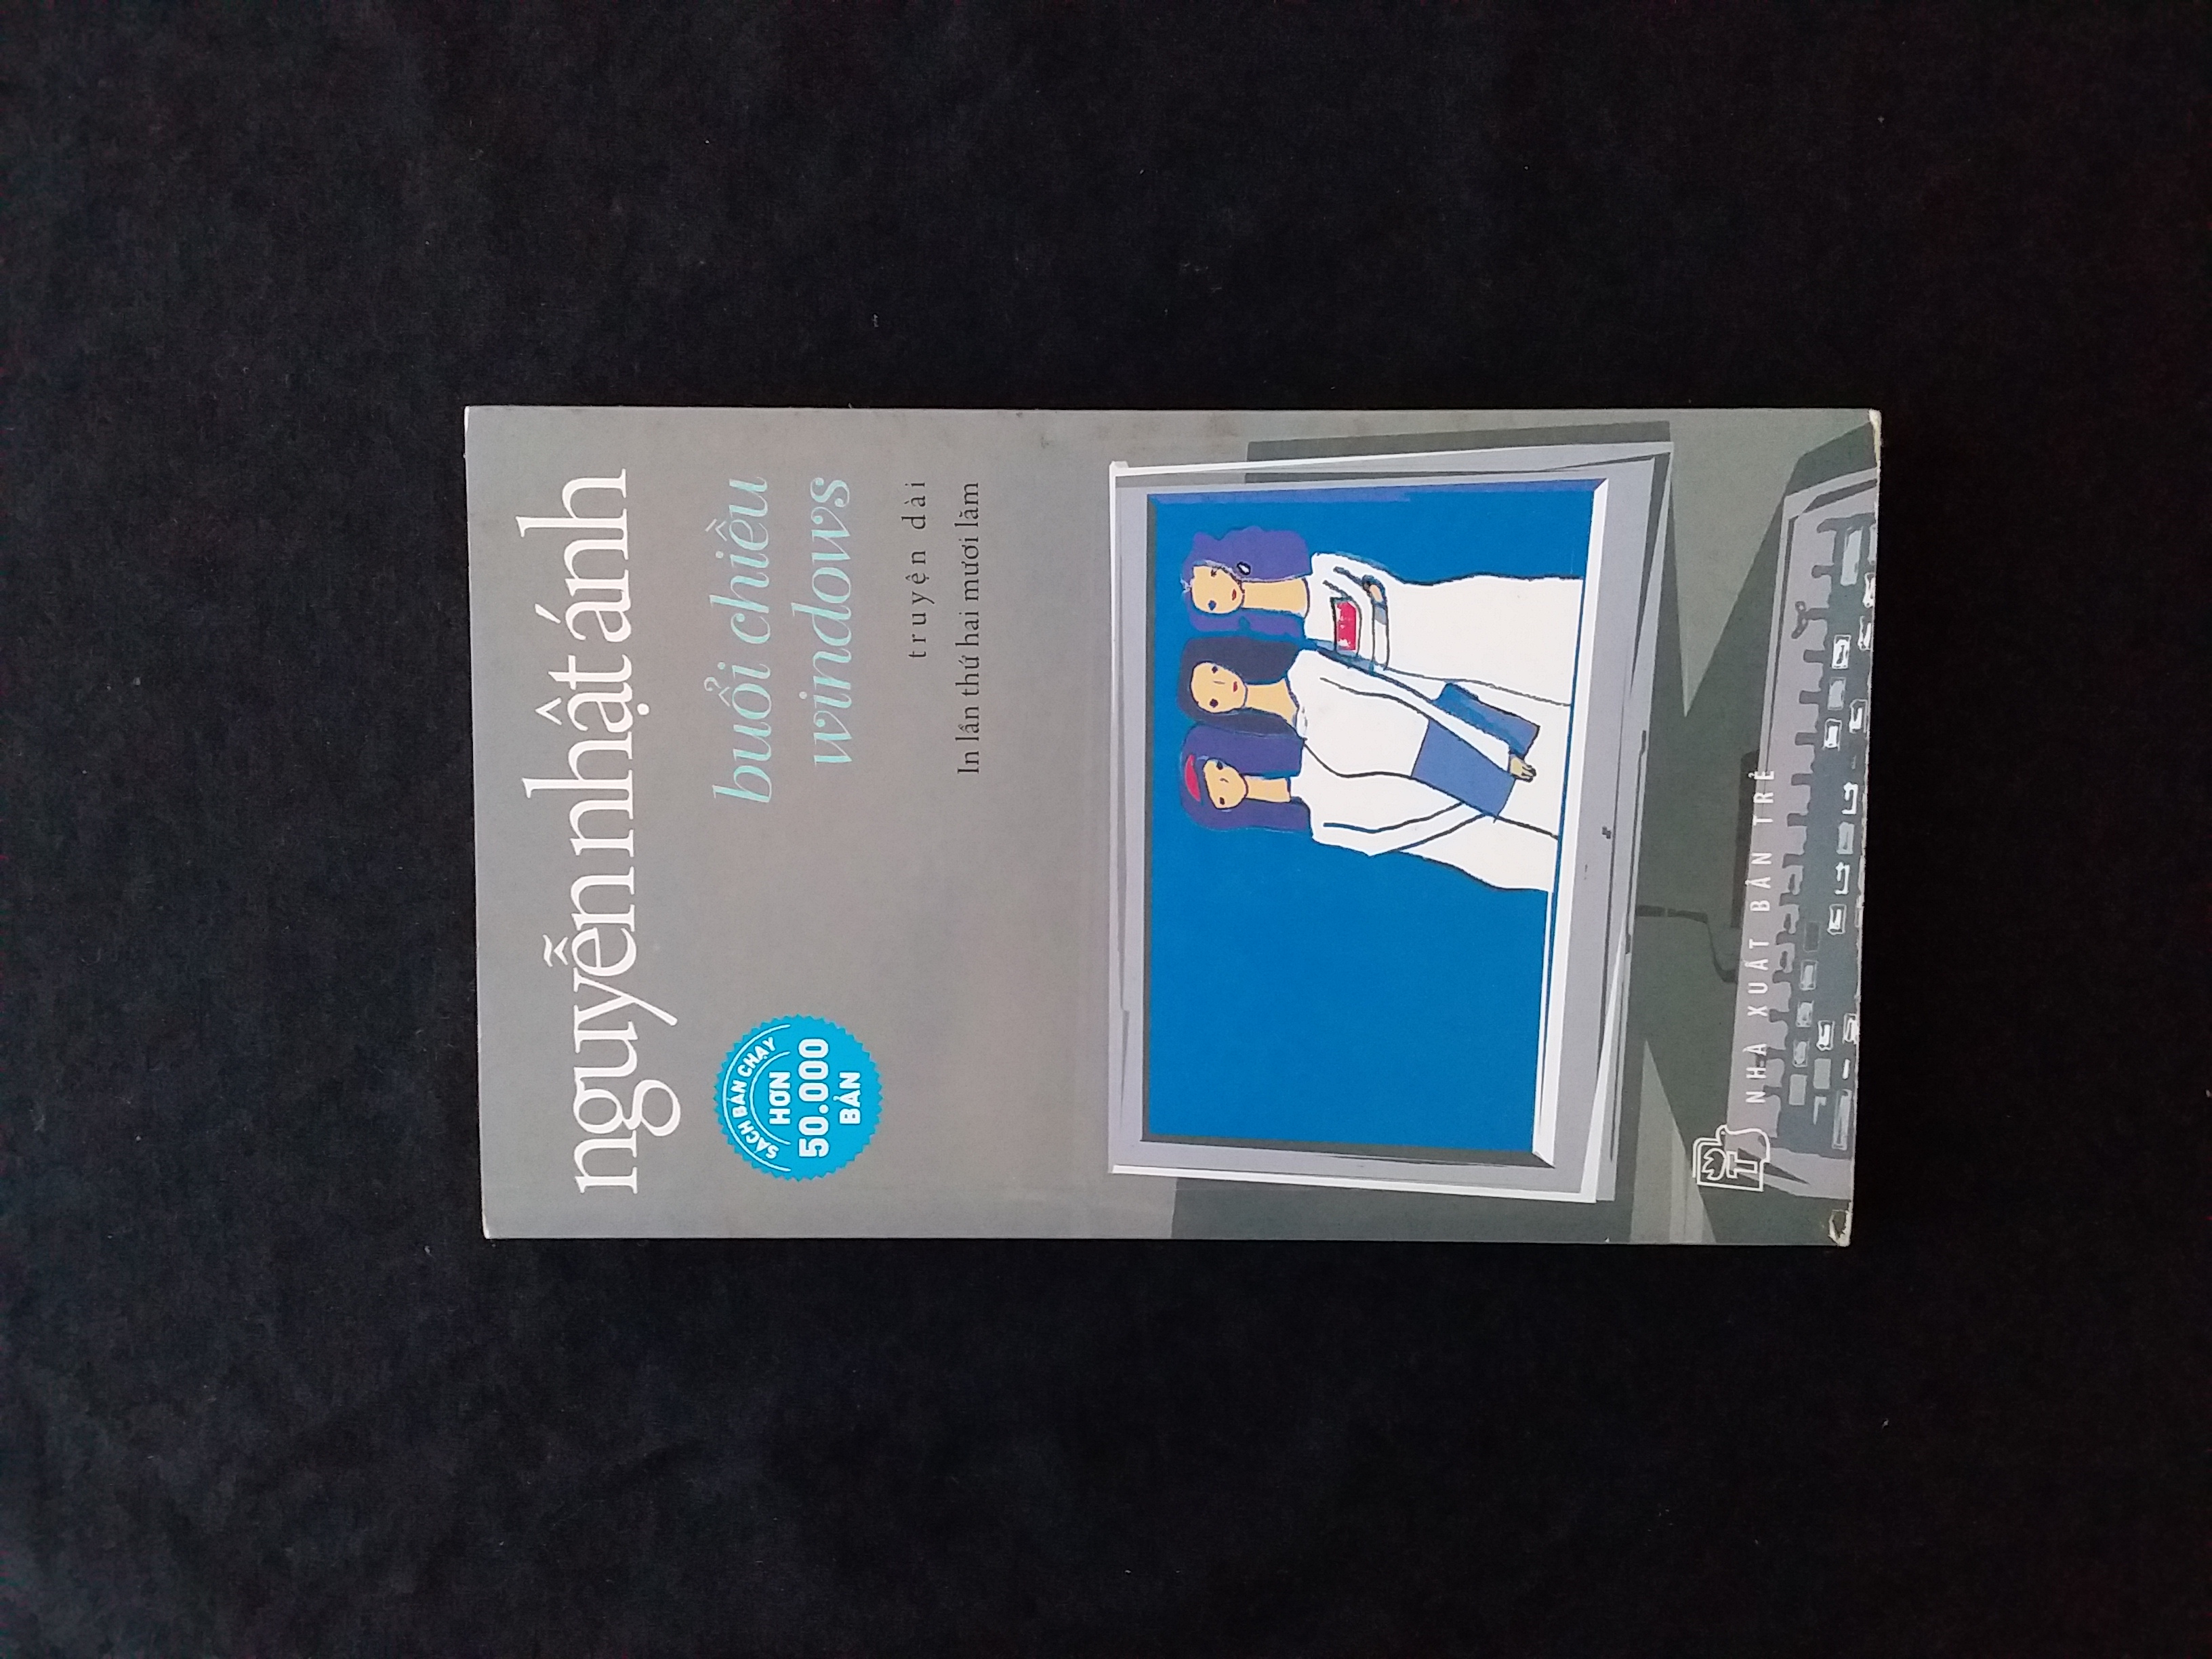 nguyễn nhật ánh
buổi chiều
windows
SÁCH BÁN CHẠY
HƠN
50.000
BẢN
truyện dài
In lần thứ hai mươi lăm
T
NHÀ XUẤT BẢN TRẺ